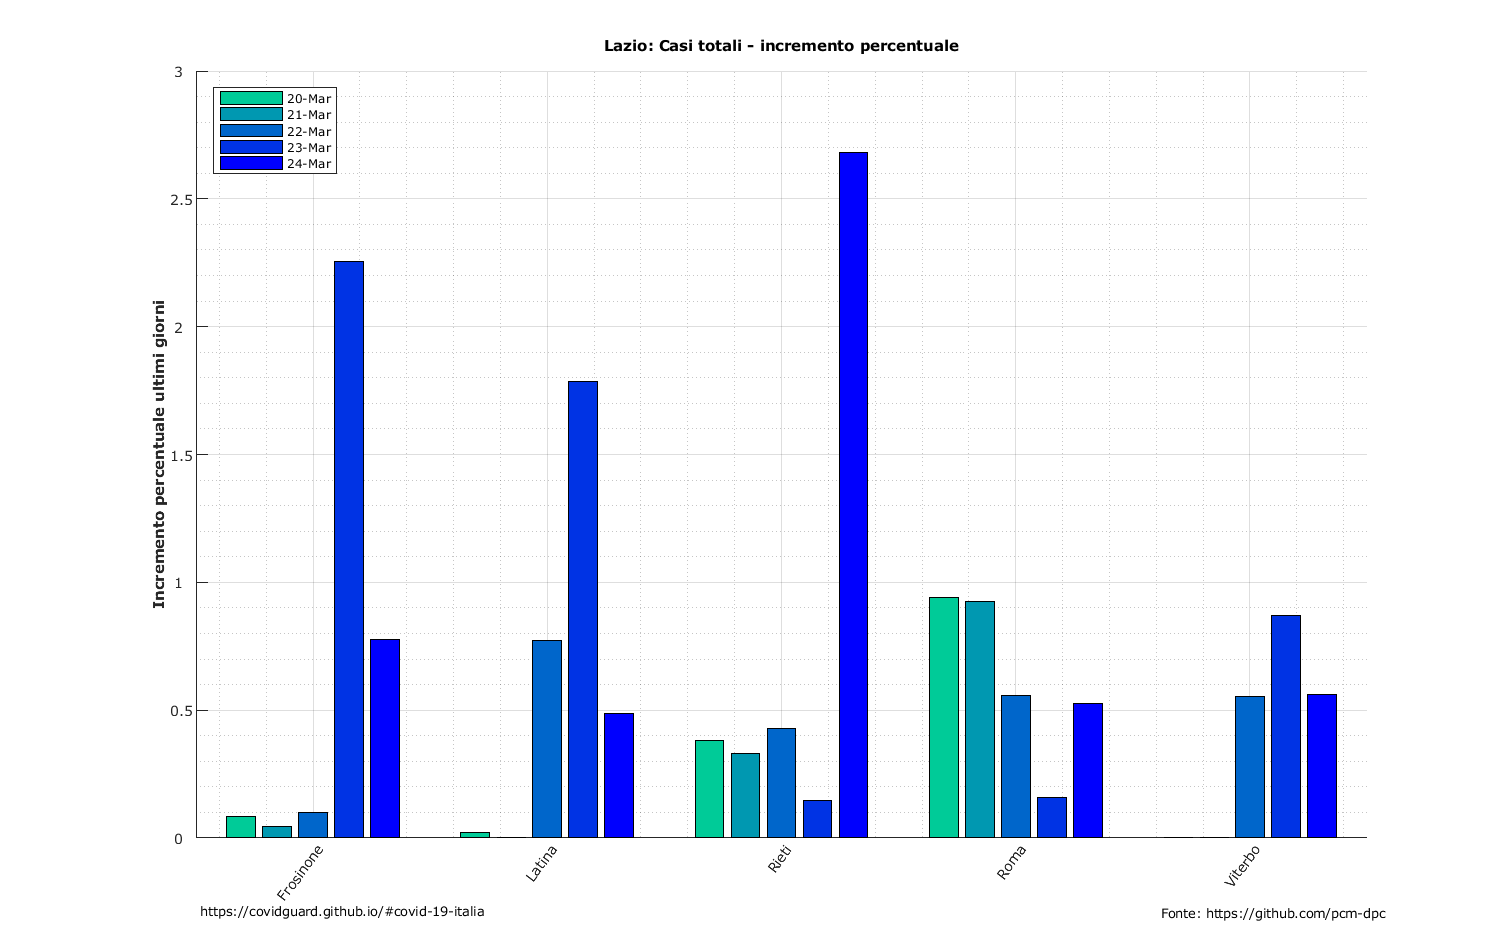 Lazio: Casi totali - incremento percentuale
3
2.5
2
1.5
1
0.5
0
Incremento percentuale ultimi giorni
20-Mar
21-Mar
22-Mar
23-Mar
24-Mar
Frosinone
Latina
Rieti
Roma
Viterbo
https://covidguard.github.io/#covid-19-italia
Fonte: https://github.com/pcm-dpc